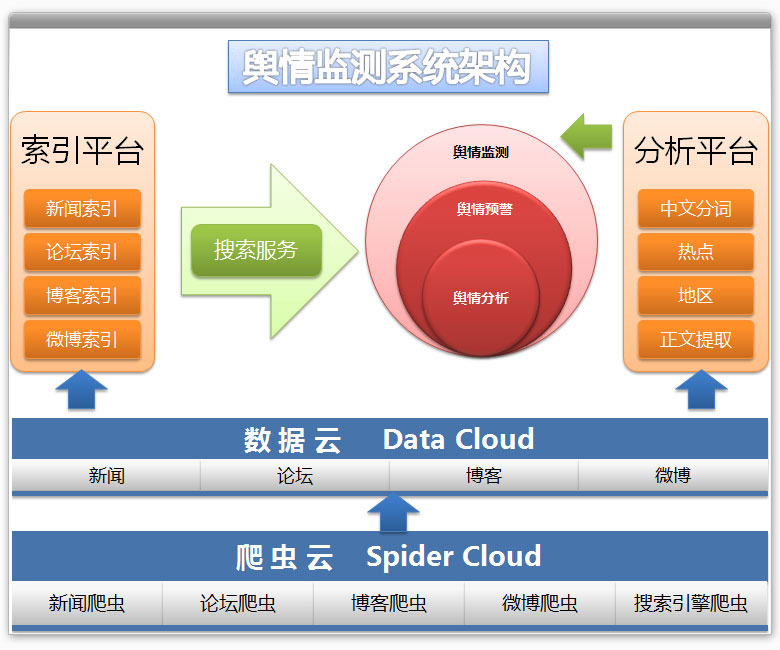 舆情监测系统架构
索引平台
新闻索引
论坛索引
博客索引
微博索引
搜索服务
舆情监测
舆情预警
舆情分析
分析平台
中文分词
热点
地区
正文提取
数据云 Data Cloud
新闻 论坛 博客 微博
爬虫云 Spider Cloud
新闻爬虫 论坛爬虫 博客爬虫 微博爬虫 搜索引擎爬虫